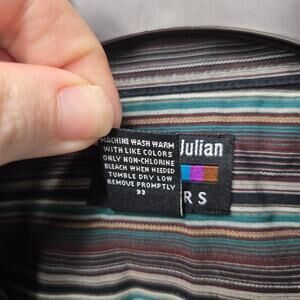 MACHINE WASH WARM
WITH LIKE COLORS
ONLY NON-CHLORINE
BLEACH WHEN NEEDED
TUMBLE DRY LOW
REMOVE PROMPTLY
93
Julian
RS